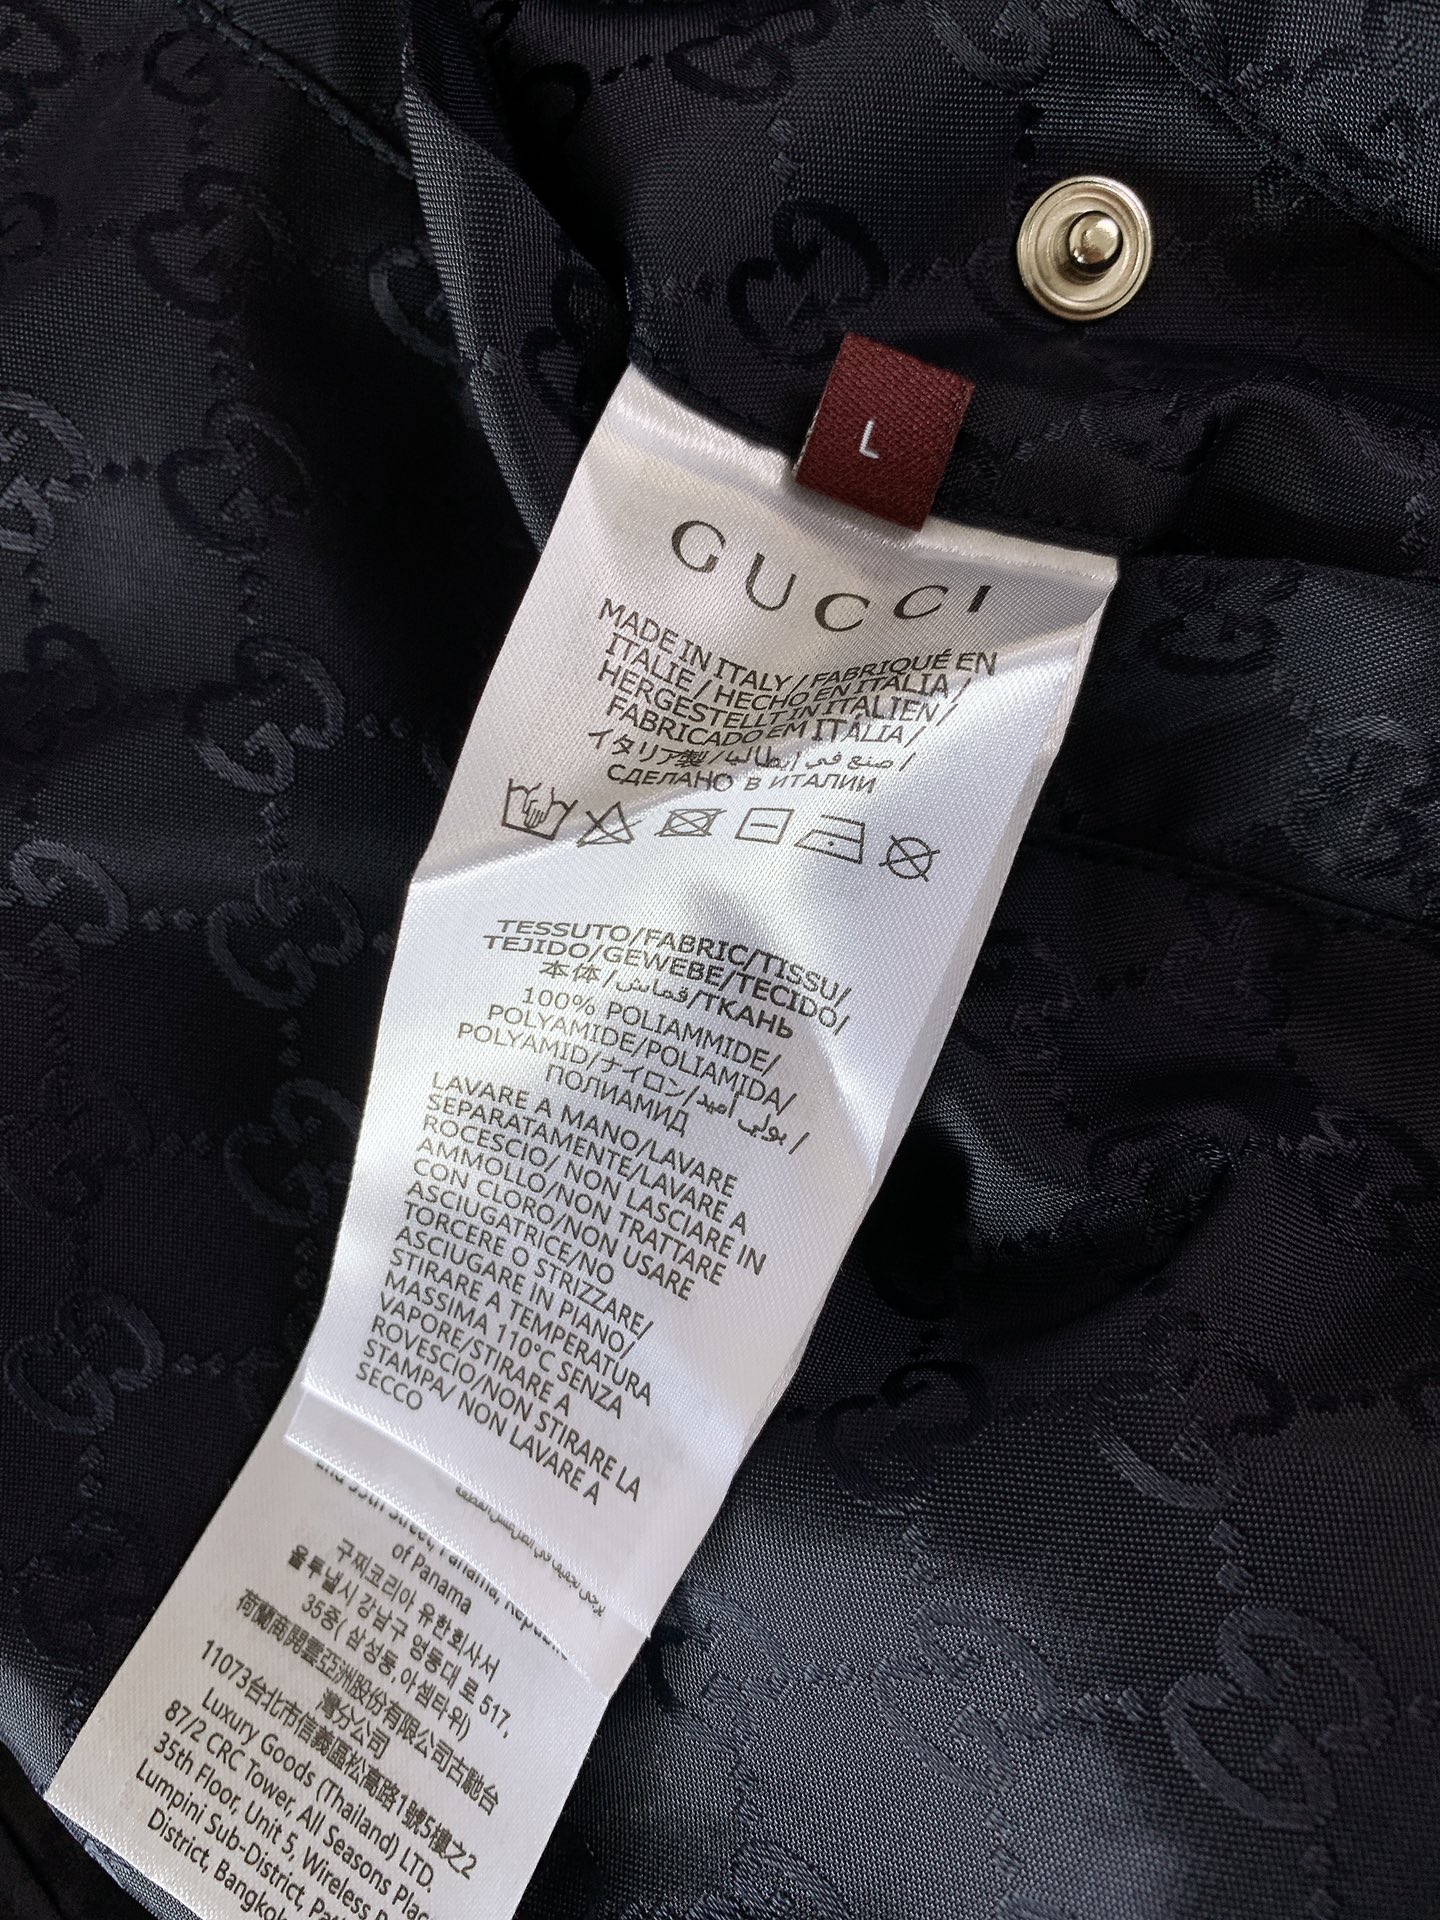 L
GUCCI
MADE IN ITALY / FABRIQUÉ EN
ITALIE / HECHO EN ITALIA /
HERGESTELLT IN ITALIEN /
FABRICADO EM ITÁLIA /
イタリア製 / صنع في إيطاليا /
СДЕЛАНО В ИТАЛИИ
TESSUTO/FABRIC/TISSU/
TEJIDO/GEWEBE/TECIDO/
本体/قماش/ТКАНЬ
100% POLIAMMIDE/
POLYAMIDE/POLIAMIDA/
POLYAMID/ナイロン/بولي أميد /
ПОЛИАМИД
LAVARE A MANO/LAVARE
SEPARATAMENTE/LAVARE A
ROCESCIO/ NON LASCIARE IN
AMMOLLO/NON TRATTARE
CON CLORO/NON USARE
ASCIUGATRICE/NO
TORCERE O STRIZZARE/
ASCIUGARE IN PIANO/
STIRARE A TEMPERATURA
MASSIMA 110°C SENZA
VAPORE/STIRARE A
ROVESCIO/NON STIRARE LA
STAMPA/ NON LAVARE A
SECCO
Street, Panama,
of Panama
구찌코리아 유한회사서
울특별시 강남구 영동대로 517,
35층( 삼성동,아셈타워)
荷蘭商開雲亞洲股份有限公司古馳台
灣分公司
11073台北市信義區松高路1號5樓之2
Luxury Goods (Thailand) LTD.
87/2 CRC Tower, All Seasons Place
35th Floor, Unit 5, Wireless
Lumpini Sub-District,
District, Bangkok